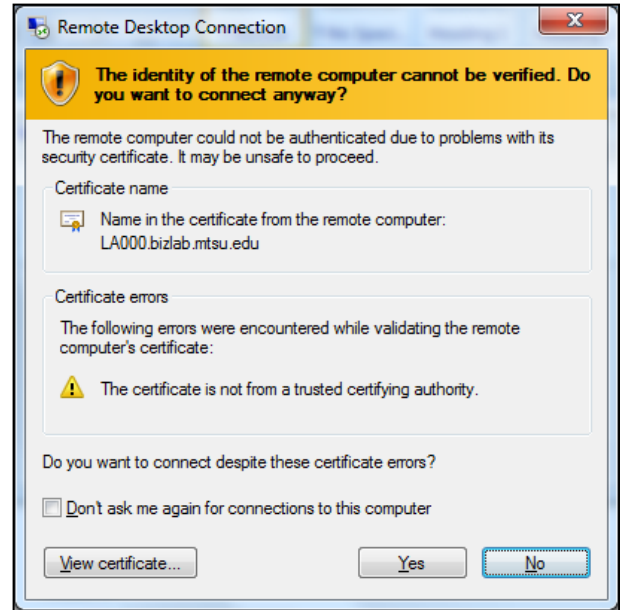 Remote Desktop Connection
The identity of the remote computer cannot be verified. Do
you want to connect anyway?
The remote computer could not be authenticated due to problems with its
security certificate. It may be unsafe to proceed.
Certificate name
Name in the certificate from the remote computer:
LA000.bizlab.mtsu.edu
Certificate errors
The following errors were encountered while validating the remote
computer's certificate:
The certificate is not from a trusted certifying authority.
Do you want to connect despite these certificate errors?
Don't ask me again for connections to this computer
View certificate... Yes No